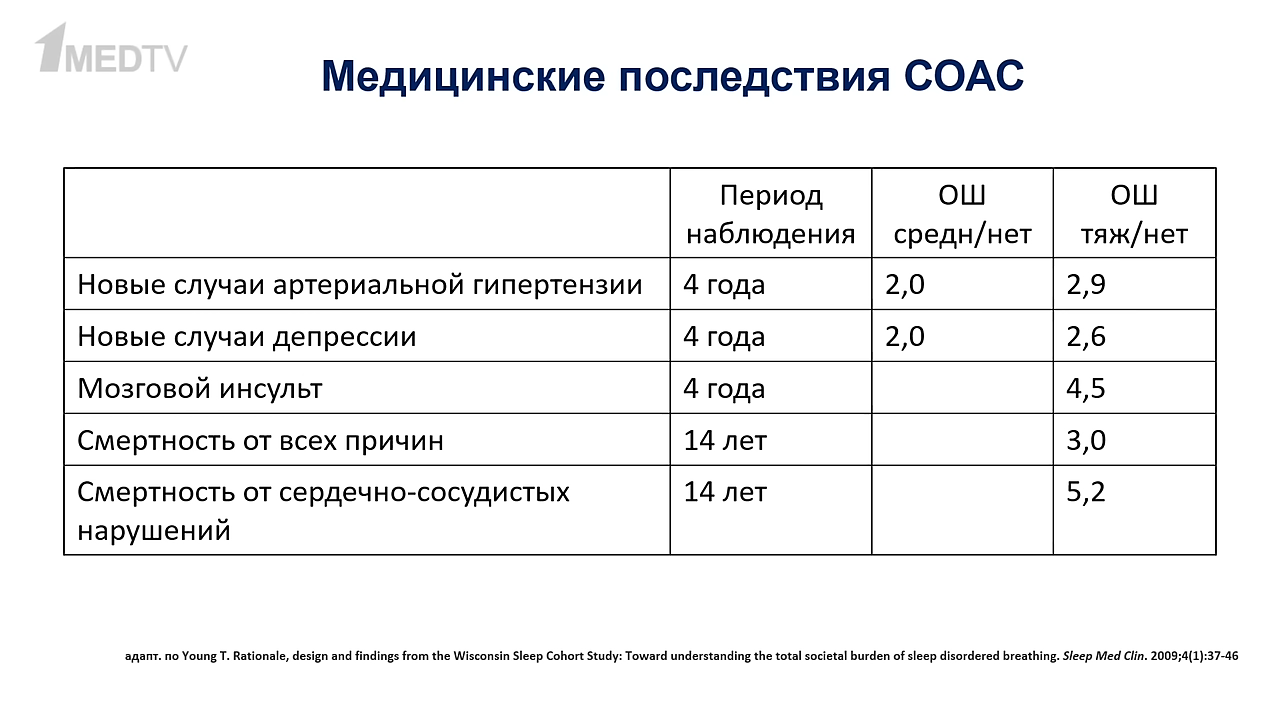 1MEDTV
Медицинские последствия СОАС
Период наблюдения
ОШ средн/нет
ОШ тяж/нет
Новые случаи артериальной гипертензии 4 года 2,0 2,9
Новые случаи депрессии 4 года 2,0 2,6
Мозговой инсульт 4 года 4,5
Смертность от всех причин 14 лет 3,0
Смертность от сердечно-сосудистых 14 лет 5,2
нарушений
адапт. по Young T. Rationale, design and findings from the Wisconsin Sleep Cohort Study: Toward understanding the total societal burden of sleep disordered breathing. Sleep Med Clin. 2009;4(1):37-46